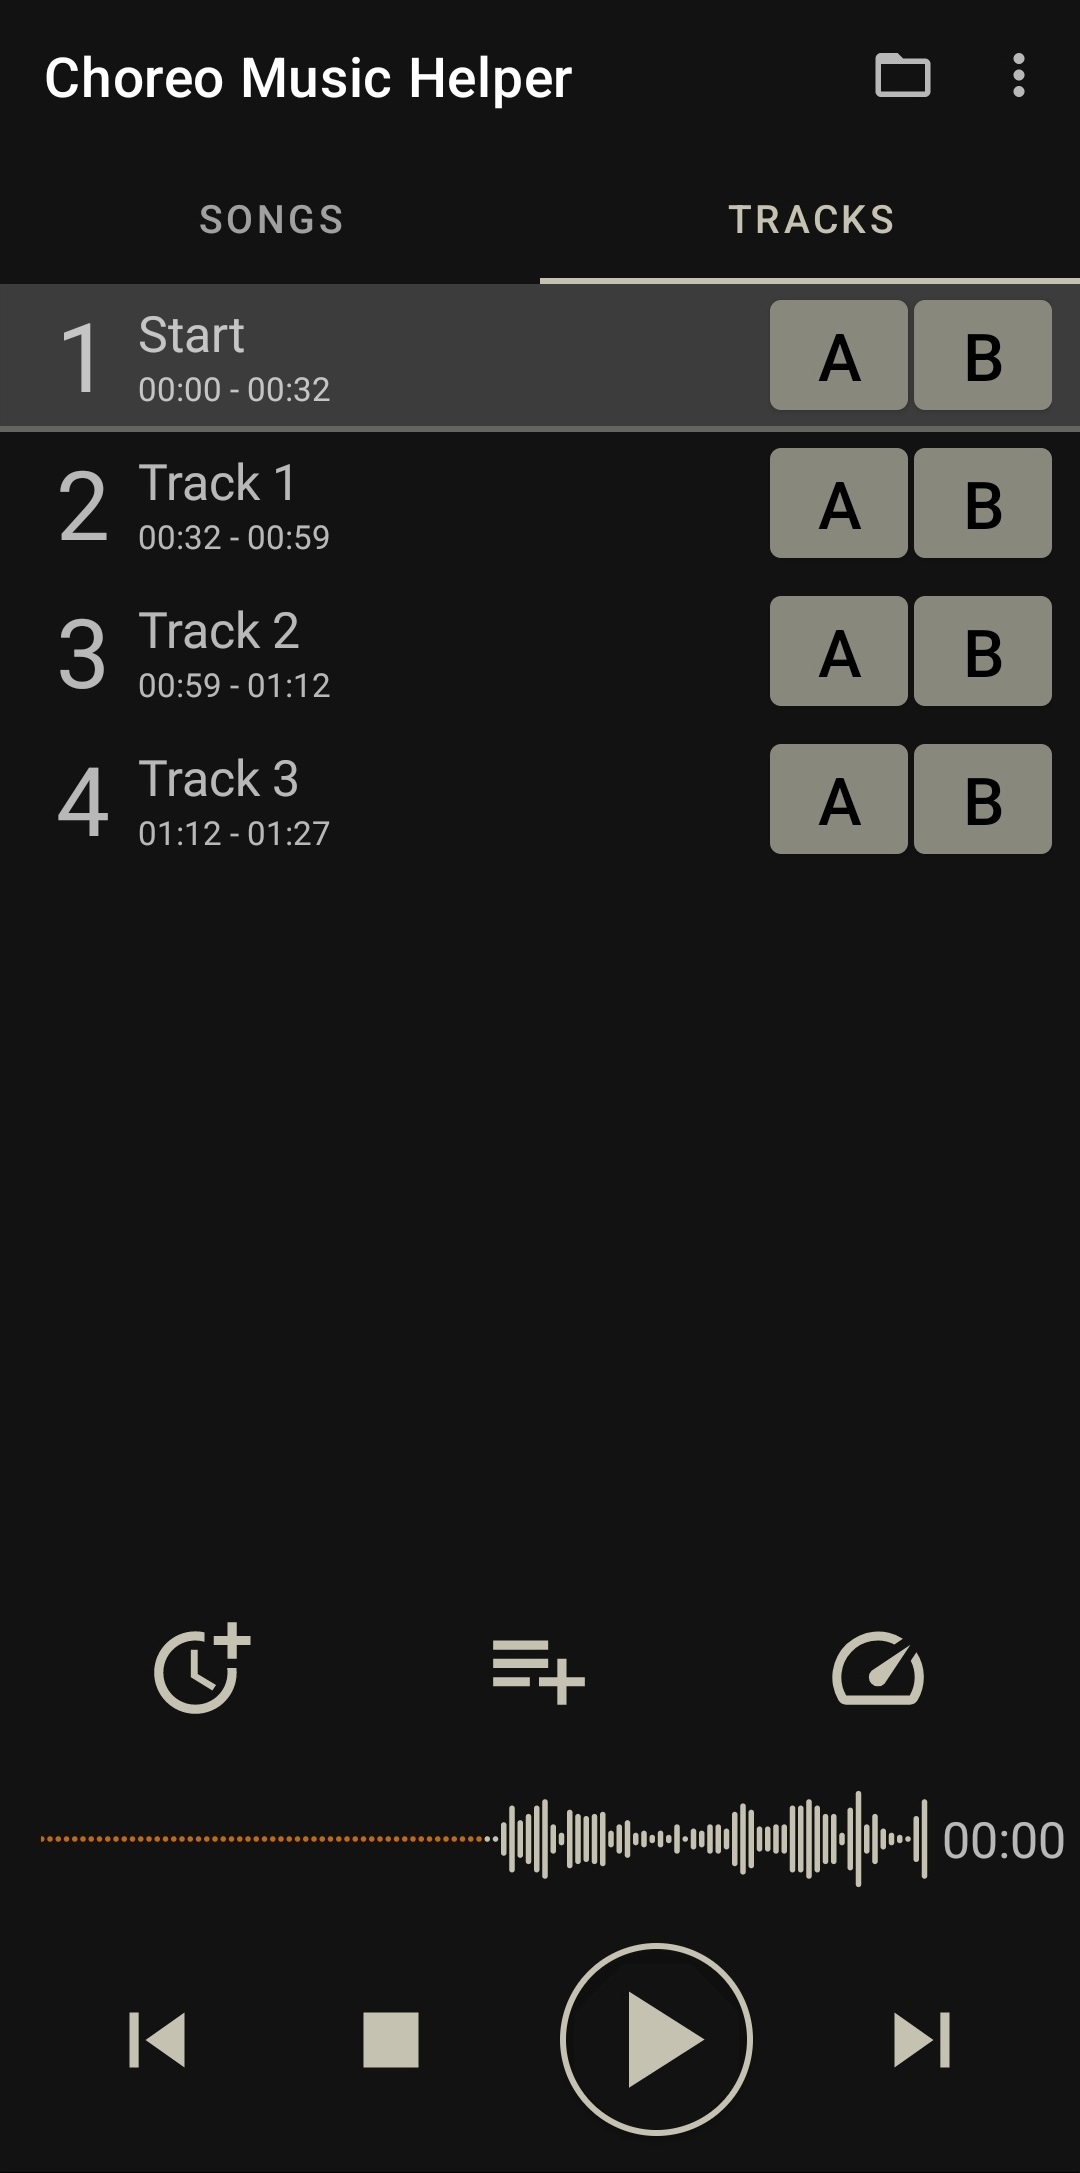 Choreo Music Helper
SONGS TRACKS
1 Start A B
00:00 - 00:32
2 Track 1 A B
00:32 - 00:59
3 Track 2 A B
00:59 - 01:12
4 Track 3 A B
01:12 - 01:27
00:00